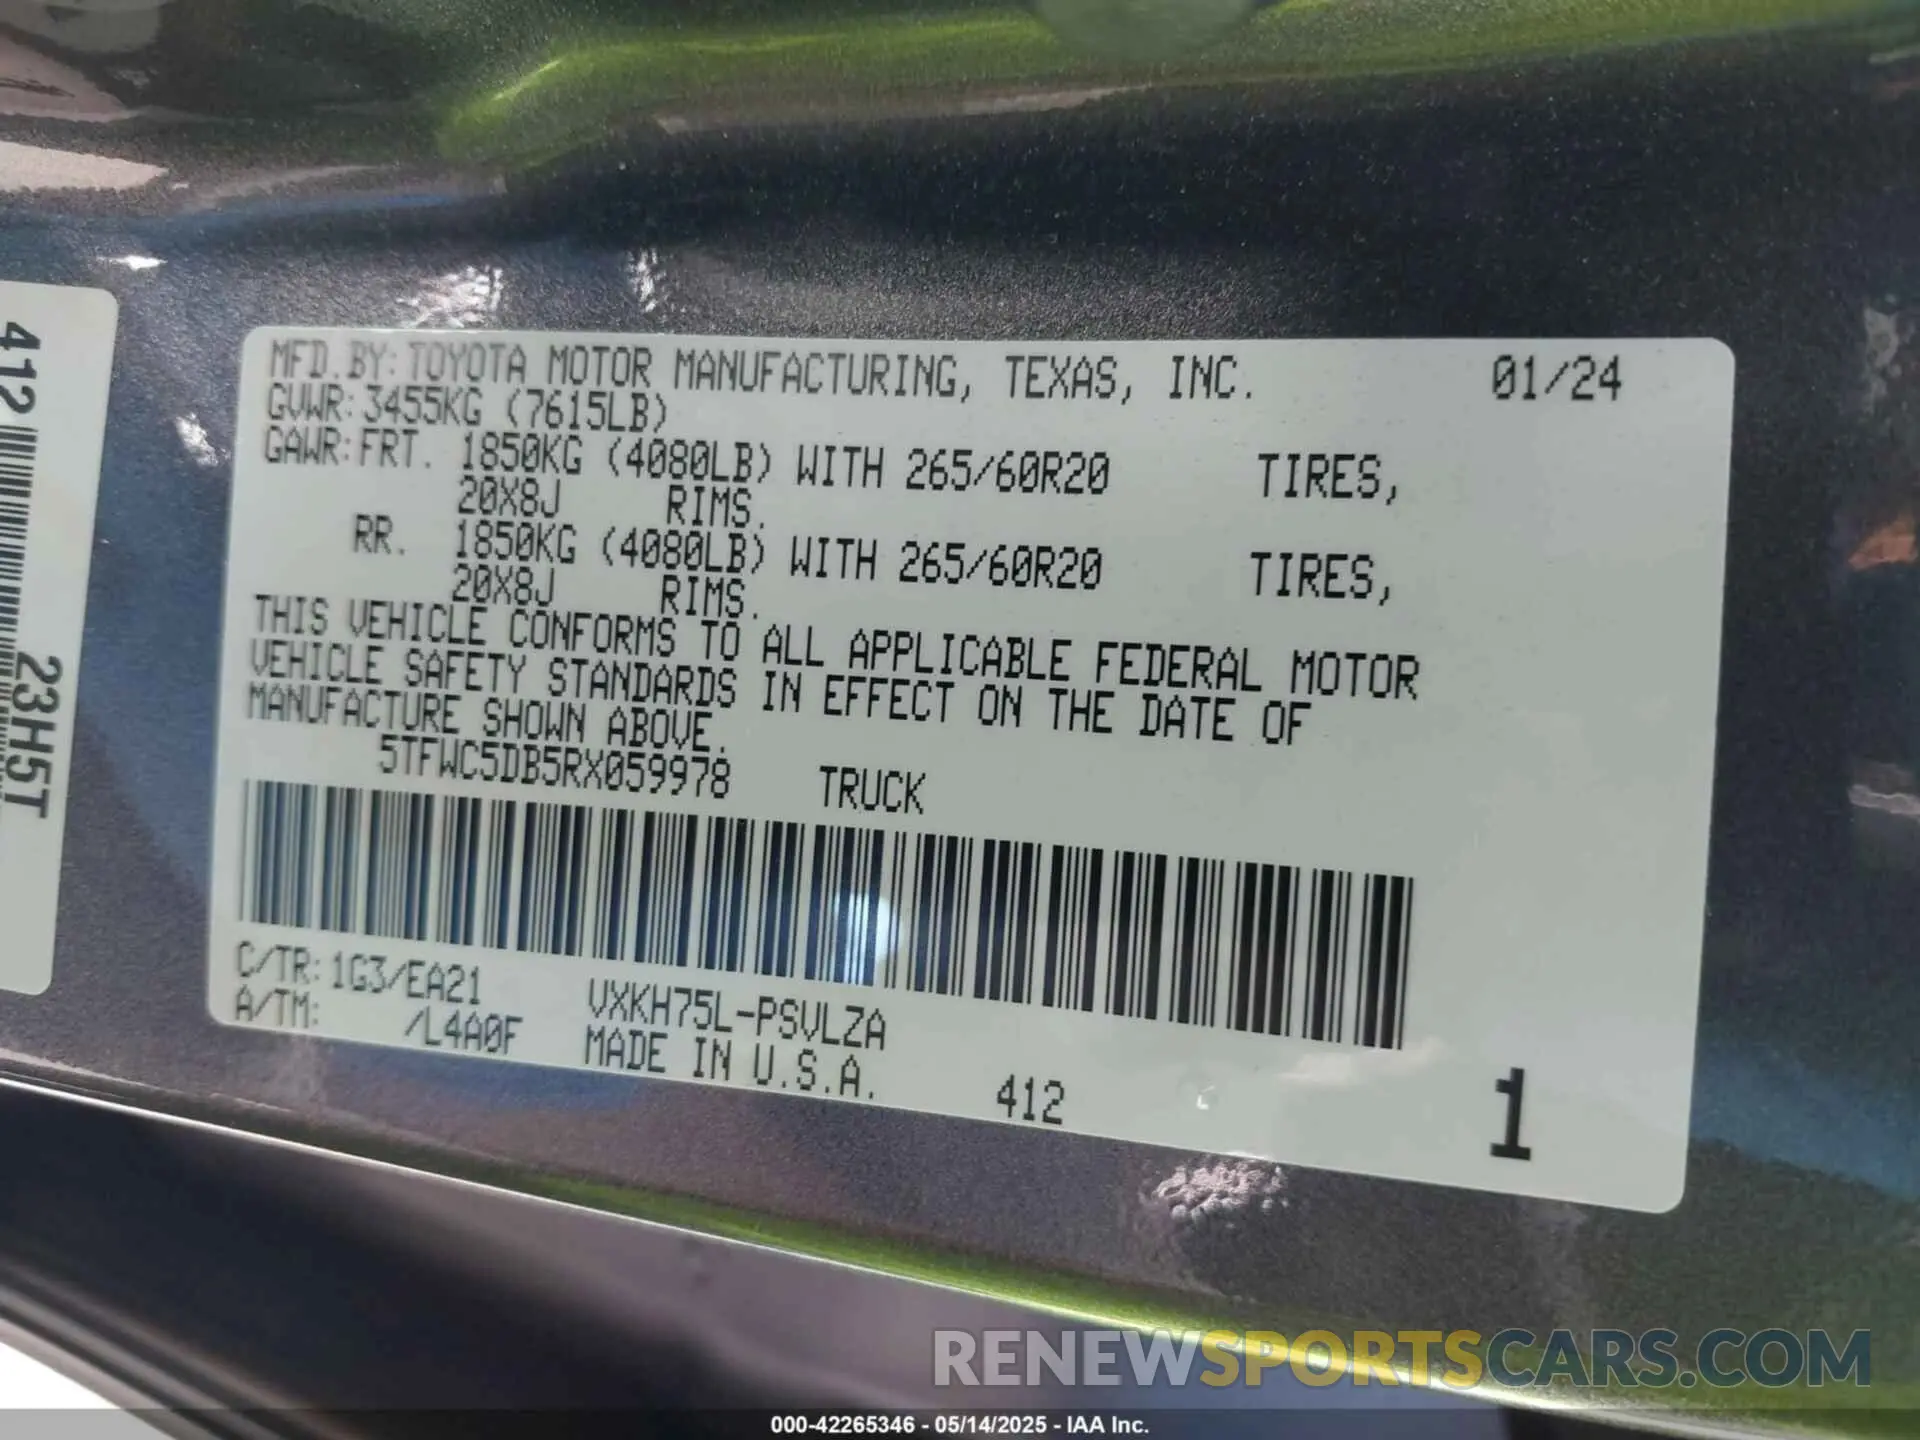 MFD.BY: TOYOTA MOTOR MANUFACTURING, TEXAS, INC. 01/24
GVWR: 3455KG (7615LB)
GAWR: FRT. 1850KG (4080LB) WITH 265/60R20 TIRES,
20X8J RIMS.
RR. 1850KG (4080LB) WITH 265/60R20 TIRES,
20X8J RIMS.
THIS VEHICLE CONFORMS TO ALL APPLICABLE FEDERAL MOTOR
VEHICLE SAFETY STANDARDS IN EFFECT ON THE DATE OF
MANUFACTURE SHOWN ABOVE.
5TFWC5DB5RX059978 TRUCK
C/TR: 1G3/EA21 VXKH75L-PSVLZA
A/TM: /L4A0F MADE IN U.S.A. 412 1
412
23H5T
RENEWSPORTSCARS.COM
000-42265346 - 05/14/2025 - IAA Inc.